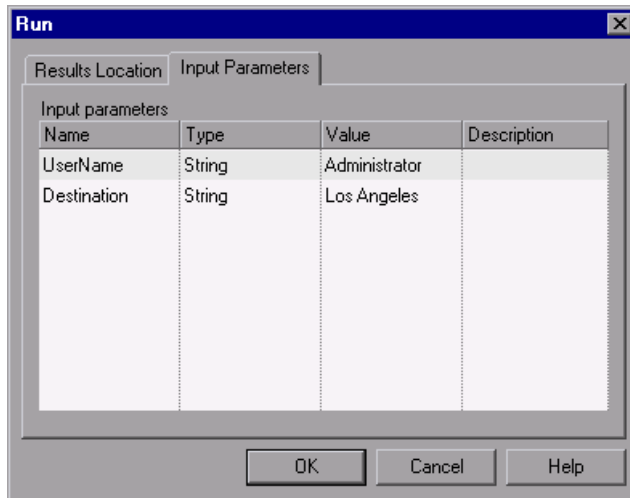 Run
Results Location Input Parameters
Input parameters
Name Type Value Description
UserName String Administrator
Destination String Los Angeles
OK Cancel Help